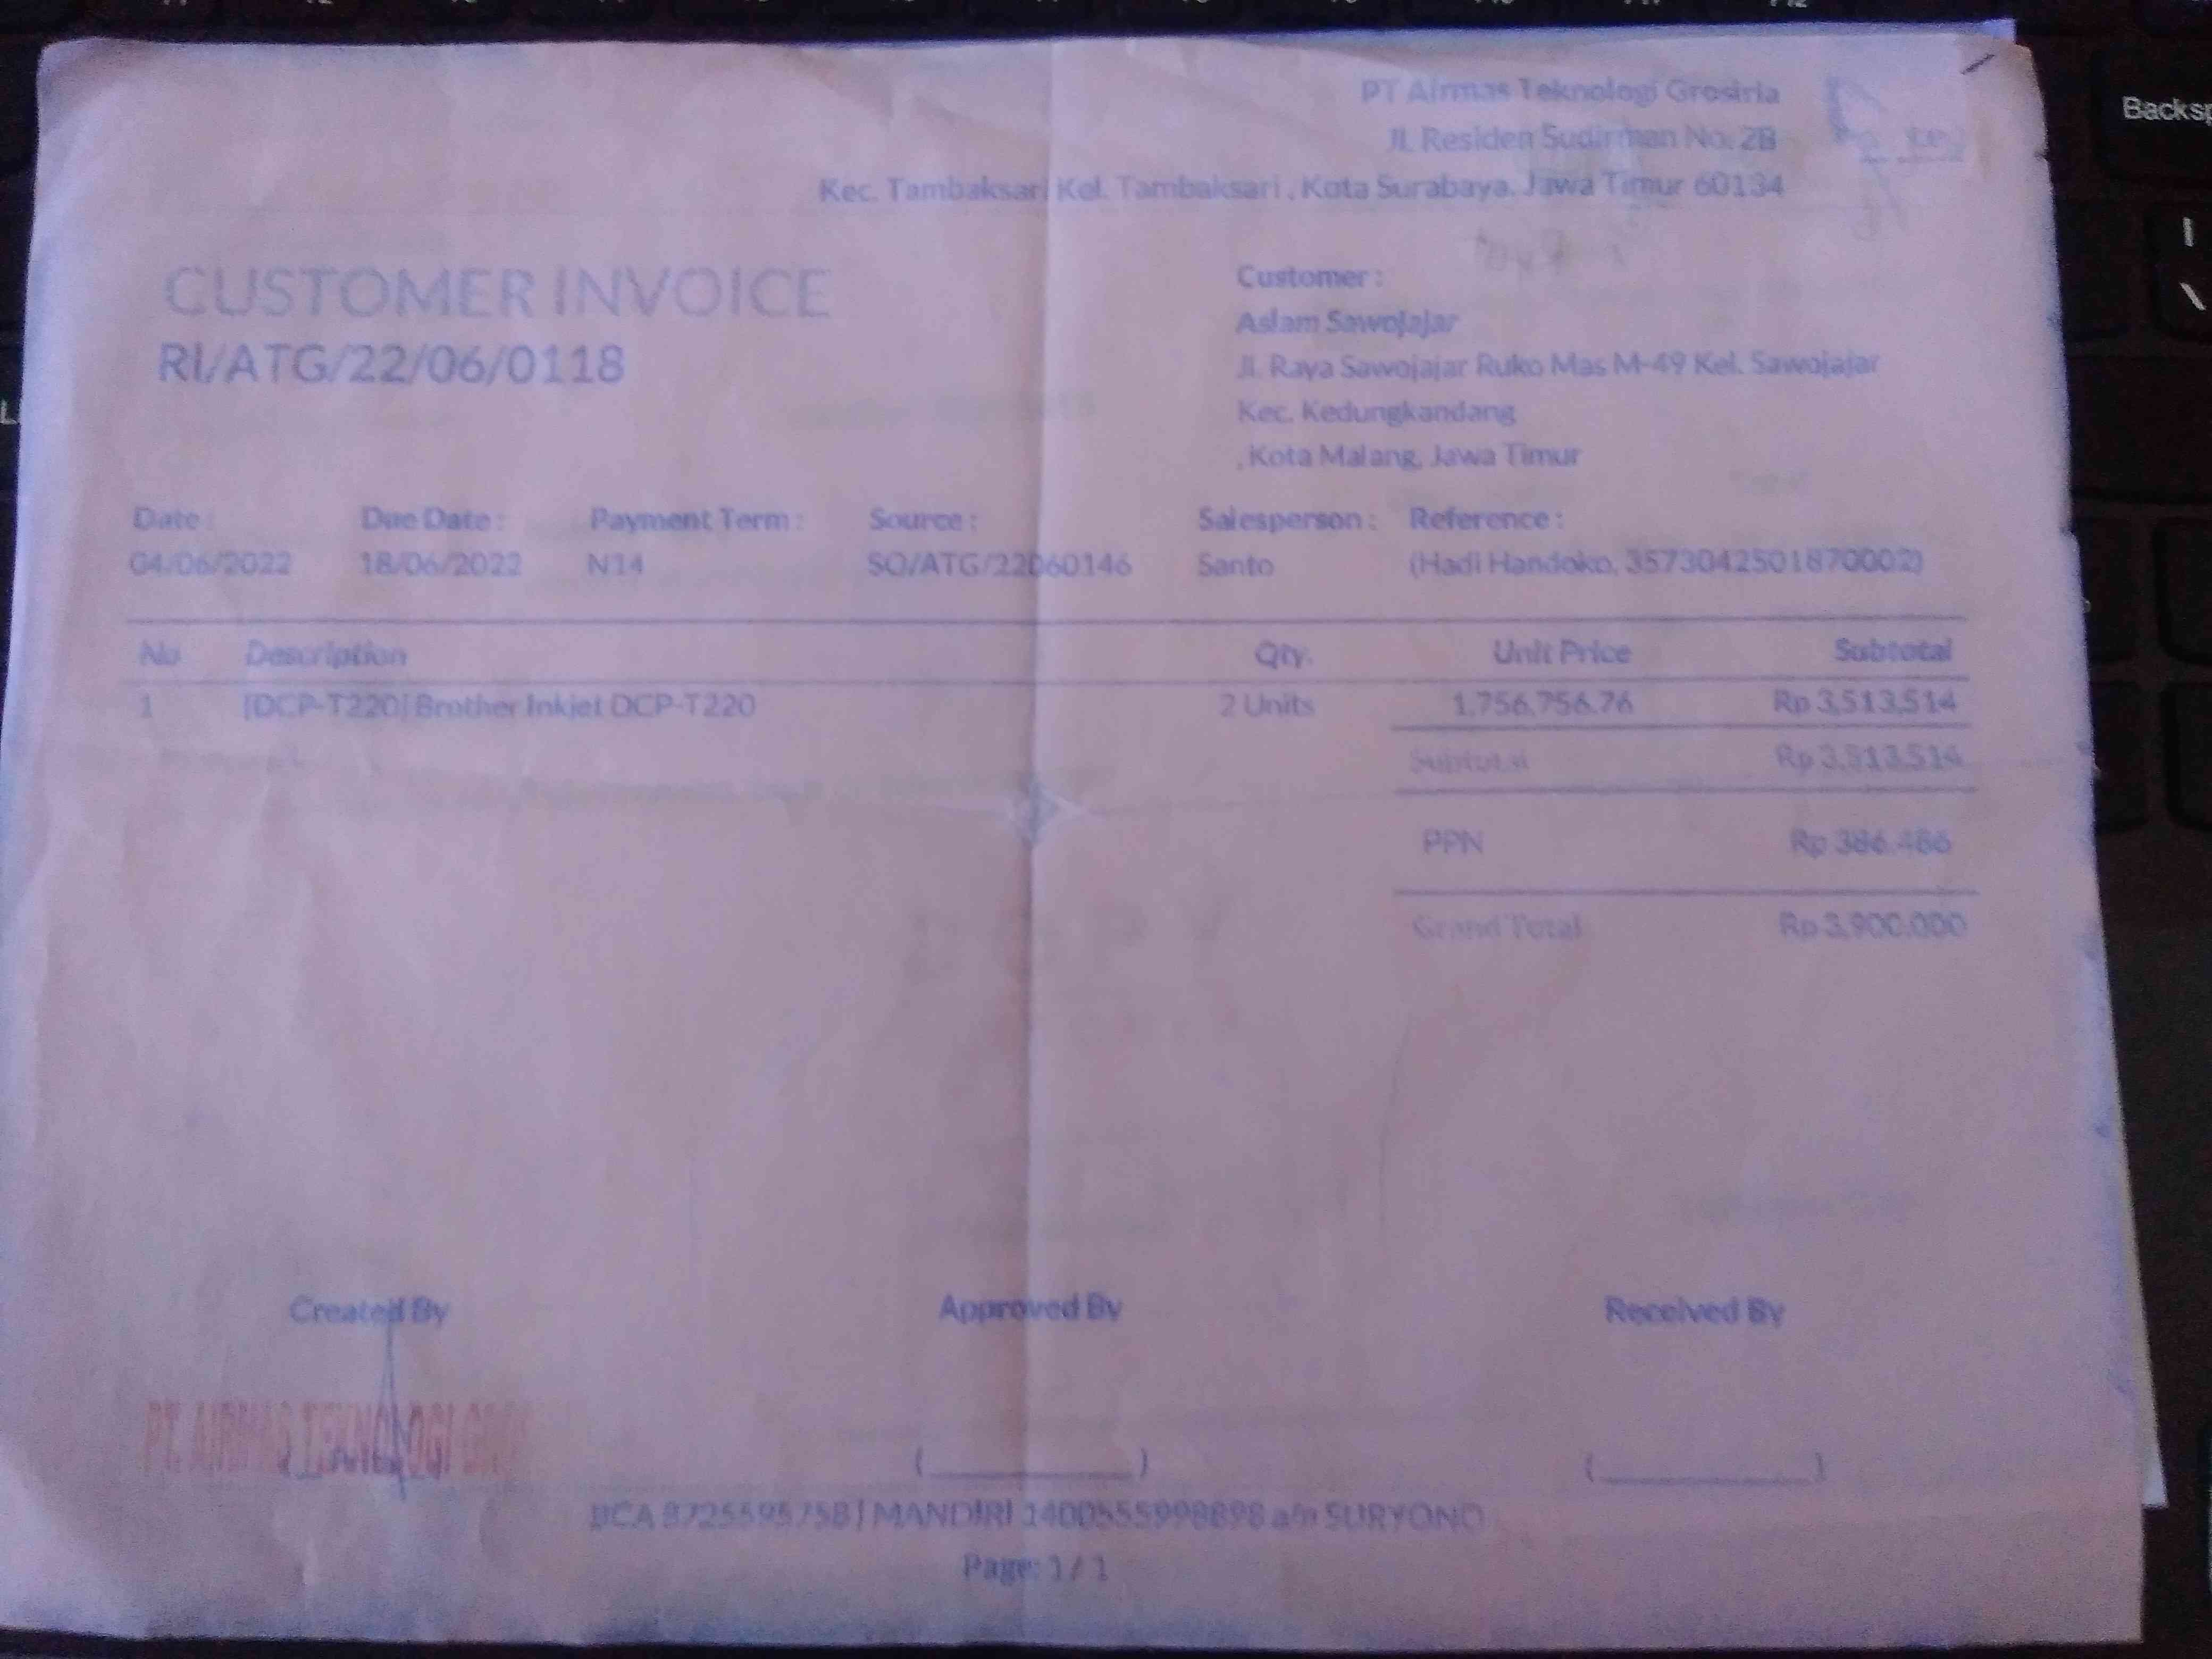 PT Airmas Teknologi Grosiria
Jl. Residen Sudirman No. 2B
Kec. Tambaksari Kel. Tambaksari , Kota Surabaya, Jawa Timur 60134
CUSTOMER INVOICE
RI/ATG/22/06/0118
Customer :
Aslam Sawojajar
Jl. Raya Sawojajar Ruko Mas M-49 Kel. Sawojajar
Kec. Kedungkandang
, Kota Malang, Jawa Timur
Date : Due Date : Payment Term : Source : Salesperson : Reference :
04/06/2022 18/06/2022 N14 SO/ATG/22060146 Santo (Hadi Handoko, 3573042501870002)
No Description Qty. Unit Price Subtotal
1 [DCP-T220] Brother Inkjet DCP-T220 2 Units 1,756,756.76 Rp 3,513,514
Subtotal Rp 3,513,514
PPN Rp 386,486
Grand Total Rp 3,900,000
Created By Approved By Received By
PT. AIRMAS TEKNOLOGI
(__________) (__________)
BCA 8725595758 | MANDIRI 1400555998898 a/n SURYONO
Page: 1 / 1
Backsp